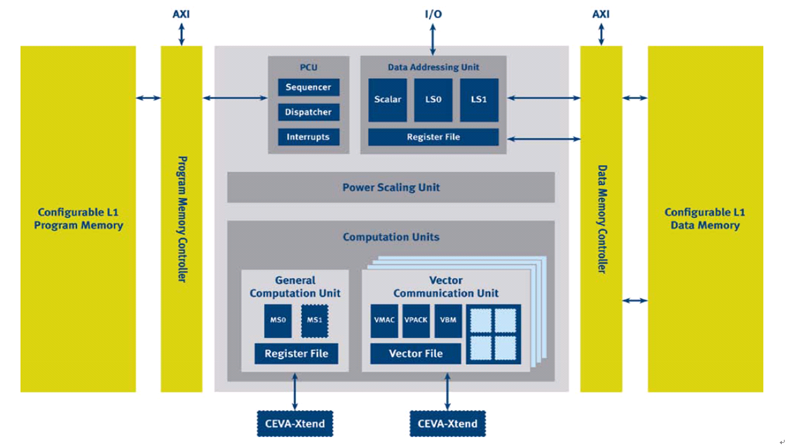 AXI
I/O
AXI
PCU
Sequencer
Dispatcher
Interrupts
Data Addressing Unit
Scalar
LS0
LS1
Register File
Configurable L1
Program Memory
Program Memory Controller
Power Scaling Unit
Data Memory Controller
Configurable L1
Data Memory
Computation Units
General
Computation Unit
MS0
MS1
Register File
Vector
Communication Unit
VMAC
VPACK
VBM
Vector File
CEVA-Xtend
CEVA-Xtend